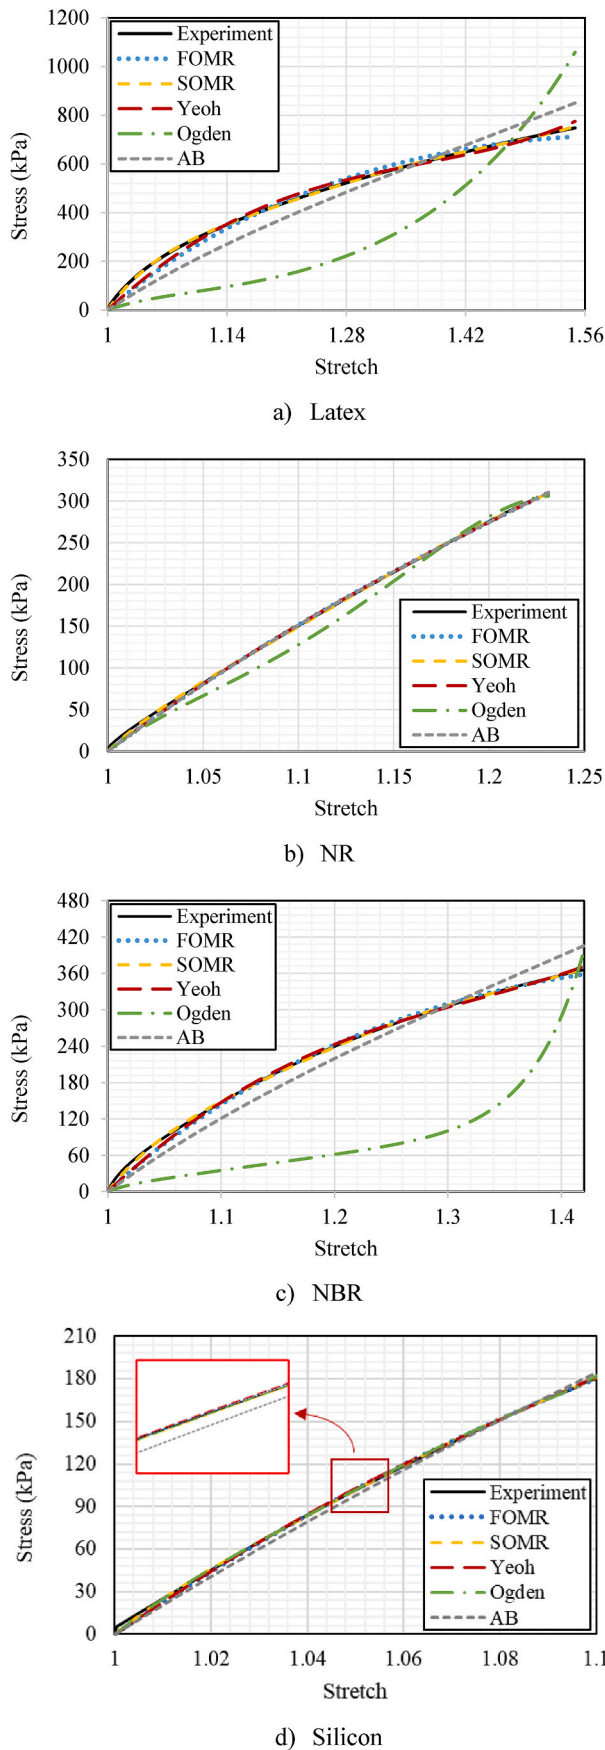 1200
1000
800
600
400
200
0
Stress (kPa)
Experiment
FOMR
SOMR
Yeoh
Ogden
AB
1 1.14 1.28 1.42 1.56
Stretch
a) Latex
350
300
250
200
150
100
50
0
Stress (kPa)
Experiment
FOMR
SOMR
Yeoh
Ogden
AB
1 1.05 1.1 1.15 1.2 1.25
Stretch
b) NR
480
420
360
300
240
180
120
60
0
Stress (kPa)
Experiment
FOMR
SOMR
Yeoh
Ogden
AB
1 1.1 1.2 1.3 1.4
Stretch
c) NBR
210
180
150
120
90
60
30
0
Stress (kPa)
Experiment
FOMR
SOMR
Yeoh
Ogden
AB
1 1.02 1.04 1.06 1.08 1.1
Stretch
d) Silicon